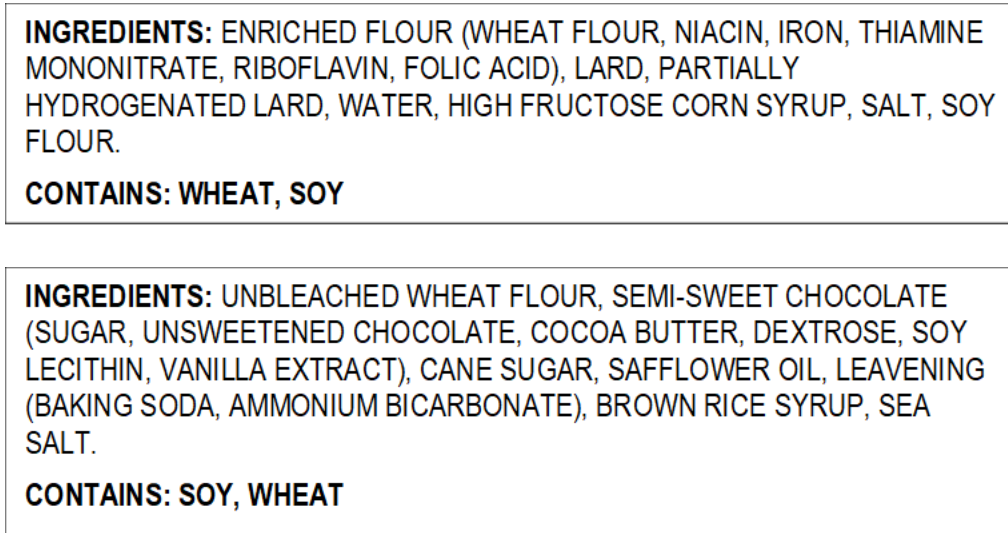 INGREDIENTS: ENRICHED FLOUR (WHEAT FLOUR, NIACIN, IRON, THIAMINE
MONONITRATE, RIBOFLAVIN, FOLIC ACID), LARD, PARTIALLY
HYDROGENATED LARD, WATER, HIGH FRUCTOSE CORN SYRUP, SALT, SOY
FLOUR.
CONTAINS: WHEAT, SOY
INGREDIENTS: UNBLEACHED WHEAT FLOUR, SEMI-SWEET CHOCOLATE
(SUGAR, UNSWEETENED CHOCOLATE, COCOA BUTTER, DEXTROSE, SOY
LECITHIN, VANILLA EXTRACT), CANE SUGAR, SAFFLOWER OIL, LEAVENING
(BAKING SODA, AMMONIUM BICARBONATE), BROWN RICE SYRUP, SEA
SALT.
CONTAINS: SOY, WHEAT